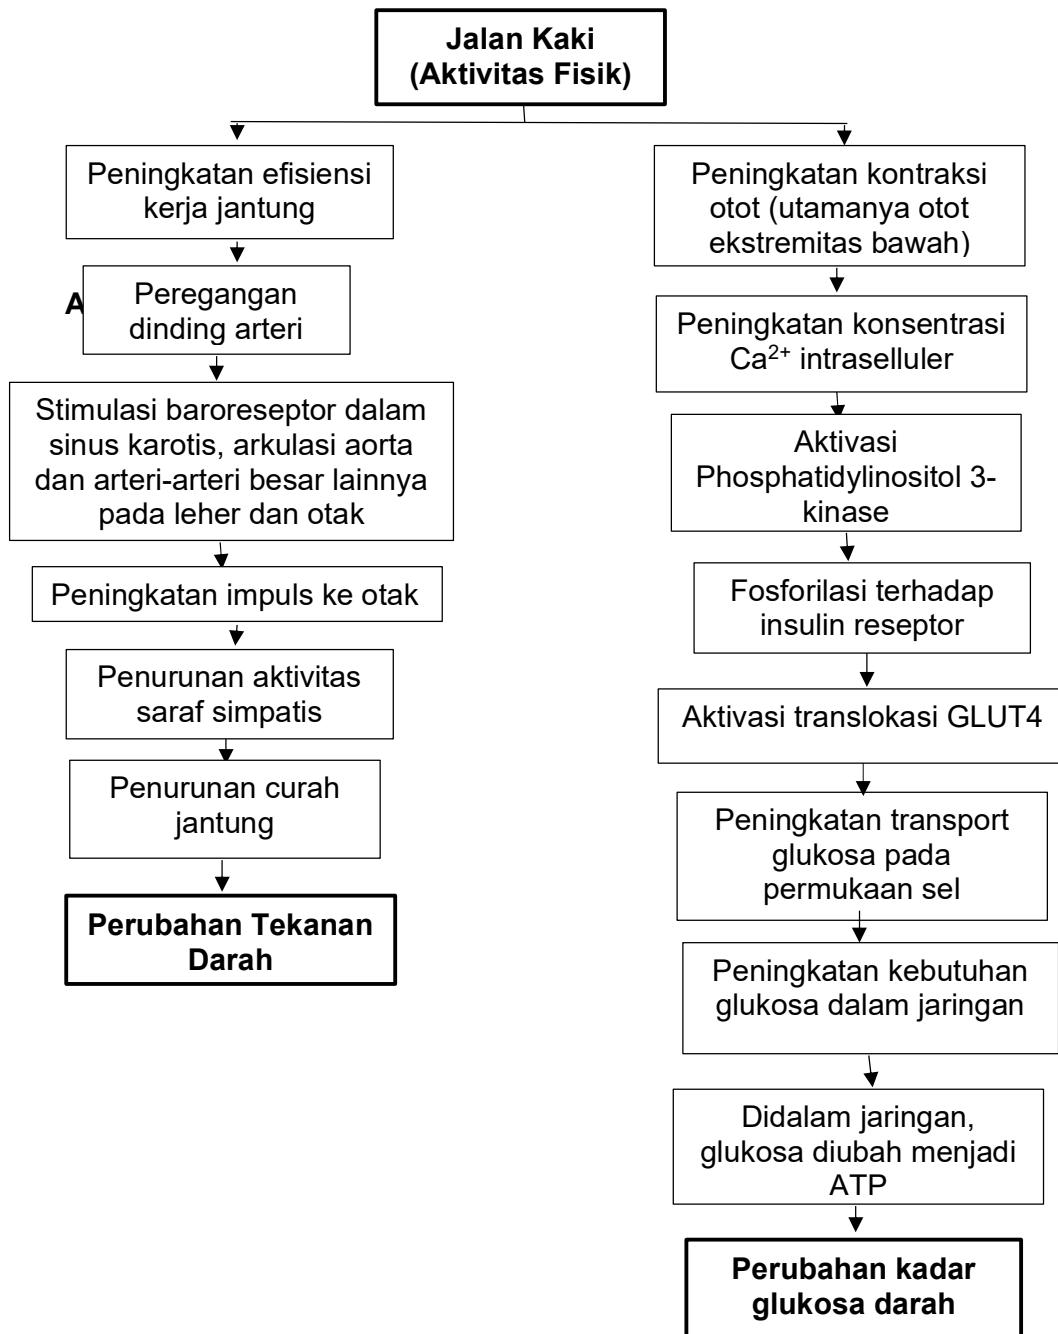 Jalan Kaki
(Aktivitas Fisik)
Peningkatan efisiensi
kerja jantung
A
Peregangan
dinding arteri
Stimulasi baroreseptor dalam
sinus karotis, arkulasi aorta
dan arteri-arteri besar lainnya
pada leher dan otak
Peningkatan impuls ke otak
Penurunan aktivitas
saraf simpatis
Penurunan curah
jantung
Perubahan Tekanan
Darah
Peningkatan kontraksi
otot (utamanya otot
ekstremitas bawah)
Peningkatan konsentrasi
Ca²⁺ intraselluler
Aktivasi
Phosphatidylinositol 3-
kinase
Fosforilasi terhadap
insulin reseptor
Aktivasi translokasi GLUT4
Peningkatan transport
glukosa pada
permukaan sel
Peningkatan kebutuhan
glukosa dalam jaringan
Didalam jaringan,
glukosa diubah menjadi
ATP
Perubahan kadar
glukosa darah